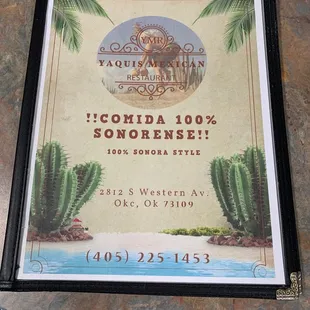 YMR
YAQUIS MEXICAN
RESTAURANT
!!COMIDA 100%
SONORENSE!!
100% SONORA STYLE
2812 S Western Av.
Okc, Ok 73109
(405) 225-1453